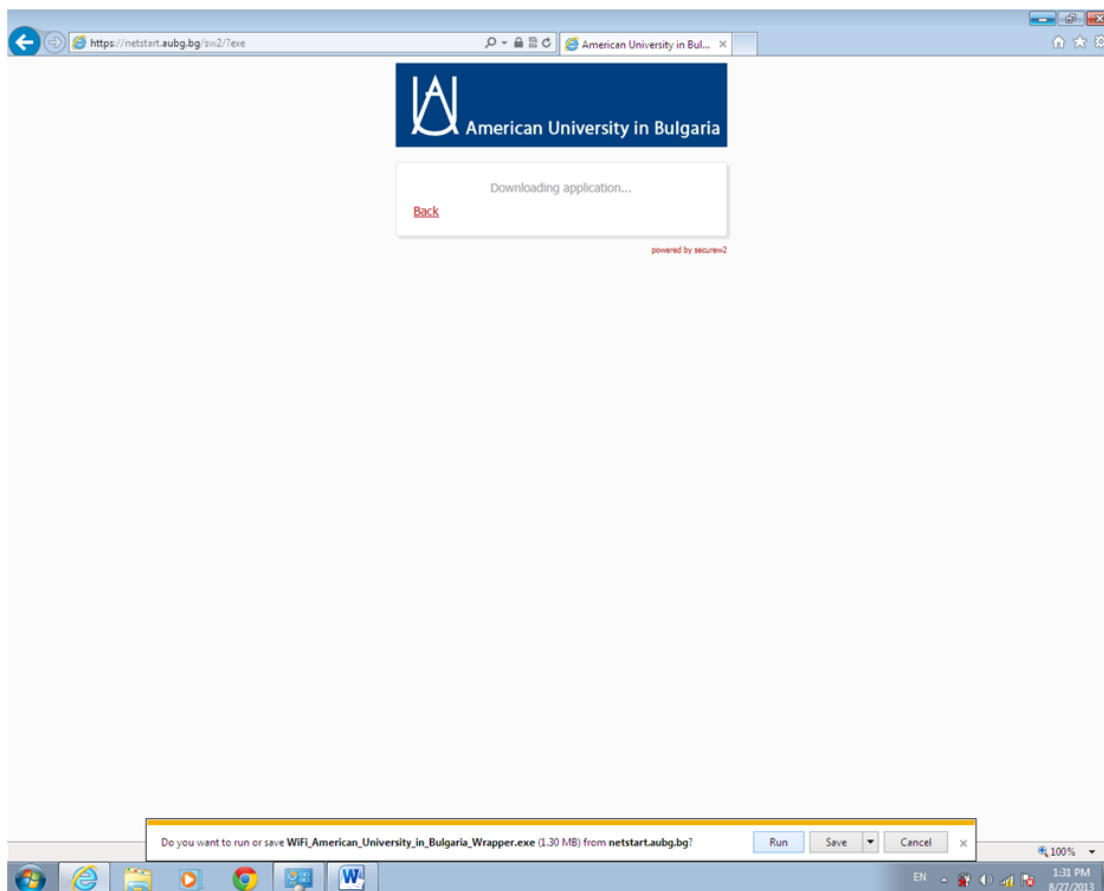 https://netstart.aubg.bg/sw2/?exe
American University in Bul...
American University in Bulgaria
Downloading application...
Back
powered by securew2
Do you want to run or save WiFi_American_University_in_Bulgaria_Wrapper.exe (1.30 MB) from netstart.aubg.bg?
Run
Save
Cancel
100%
EN
1:31 PM
8/27/2013